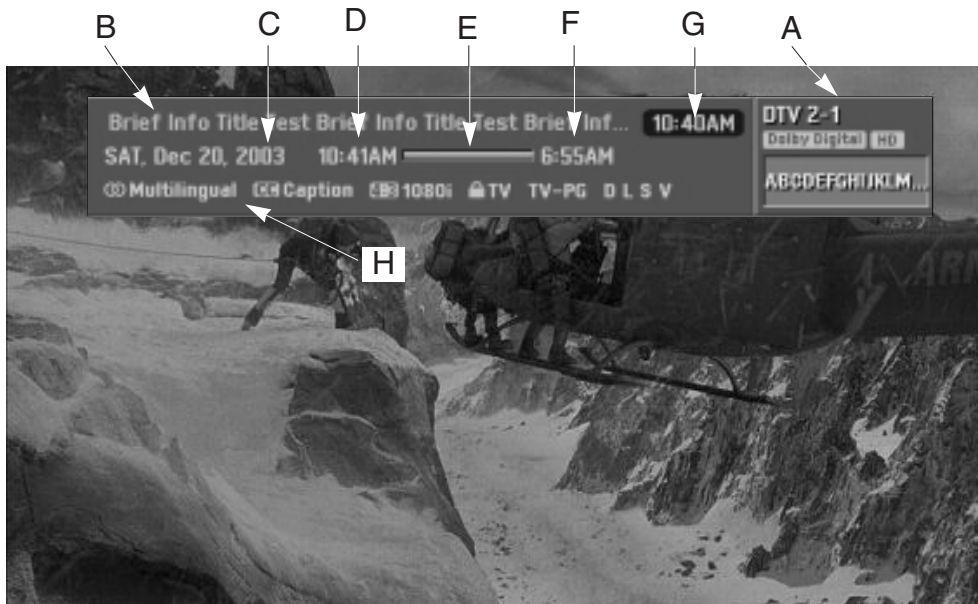 B C D E F G A
Brief Info Title Test Brief Info Title Test Brief Inf... 10:40AM
DTV 2-1
Dolby Digital HD
SAT, Dec 20, 2003 10:41AM 6:55AM
Multilingual CC Caption 1080i TV TV-PG D L S V
ABCDEFGHIJKLM...
H